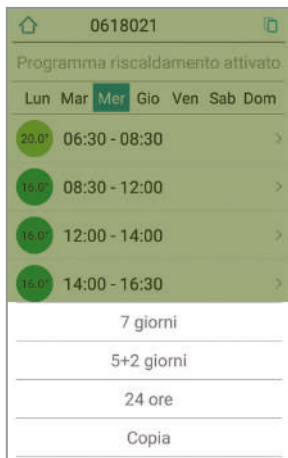 0618021
Programma riscaldamento attivato
Lun Mar Mer Gio Ven Sab Dom
20.0° 06:30 - 08:30
16.0° 08:30 - 12:00
16.0° 12:00 - 14:00
16.0° 14:00 - 16:30
7 giorni
5+2 giorni
24 ore
Copia